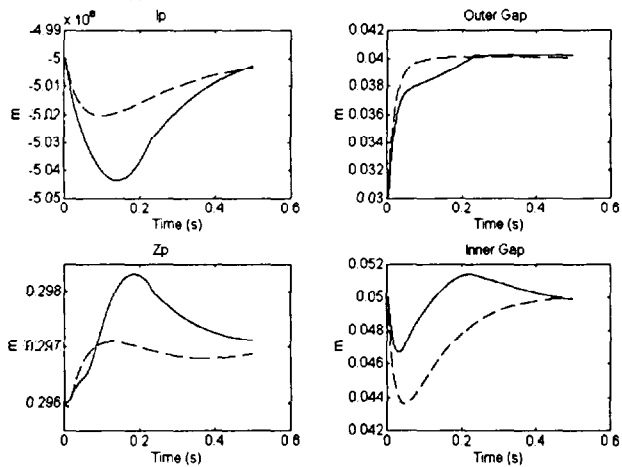 Ip
× 10⁶
-4.99
-5
-5.01
-5.02
-5.03
-5.04
-5.05
m
0 0.2 0.4 0.6
Time (s)
Outer Gap
0.042
0.04
0.038
0.036
0.034
0.032
0.03
m
0 0.2 0.4 0.6
Time (s)
Zp
0.298
0.297
0.296
m
0 0.2 0.4 0.6
Time (s)
Inner Gap
0.052
0.050
0.048
0.046
0.044
0.042
m
0 0.2 0.4 0.6
Time (s)